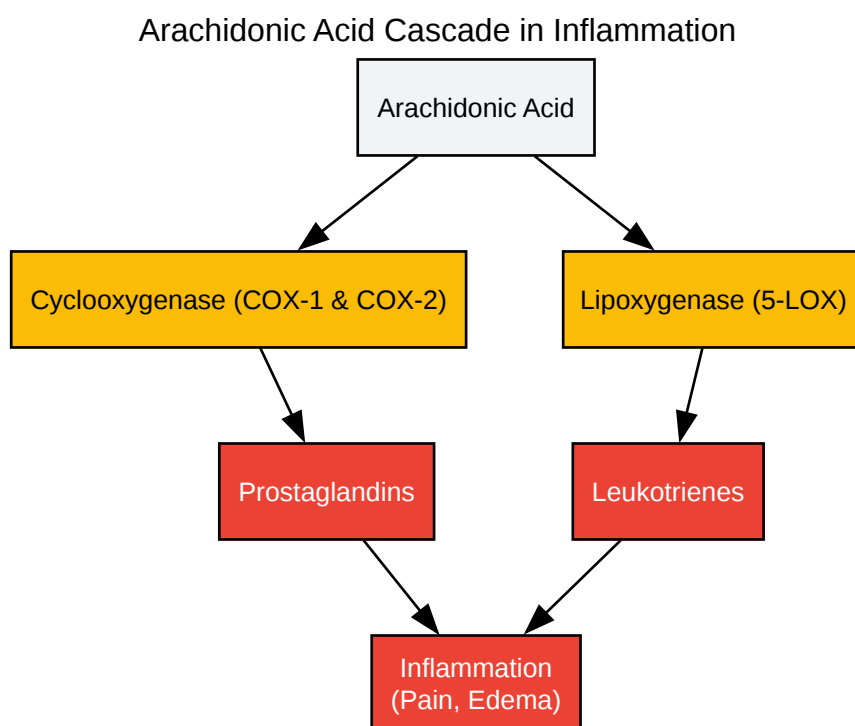 Arachidonic Acid Cascade in Inflammation
Arachidonic Acid
Cyclooxygenase (COX-1 & COX-2)
Lipoxygenase (5-LOX)
Prostaglandins
Leukotrienes
Inflammation
(Pain, Edema)